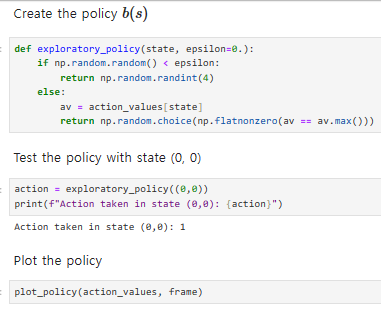 Create the policy b(s)
def exploratory_policy(state, epsilon=0.):
    if np.random.random() < epsilon:
        return np.random.randint(4)
    else:
        av = action_values[state]
        return np.random.choice(np.flatnonzero(av == av.max()))
Test the policy with state (0, 0)
action = exploratory_policy((0,0))
print(f"Action taken in state (0,0): {action}")
Action taken in state (0,0): 1
Plot the policy
plot_policy(action_values, frame)